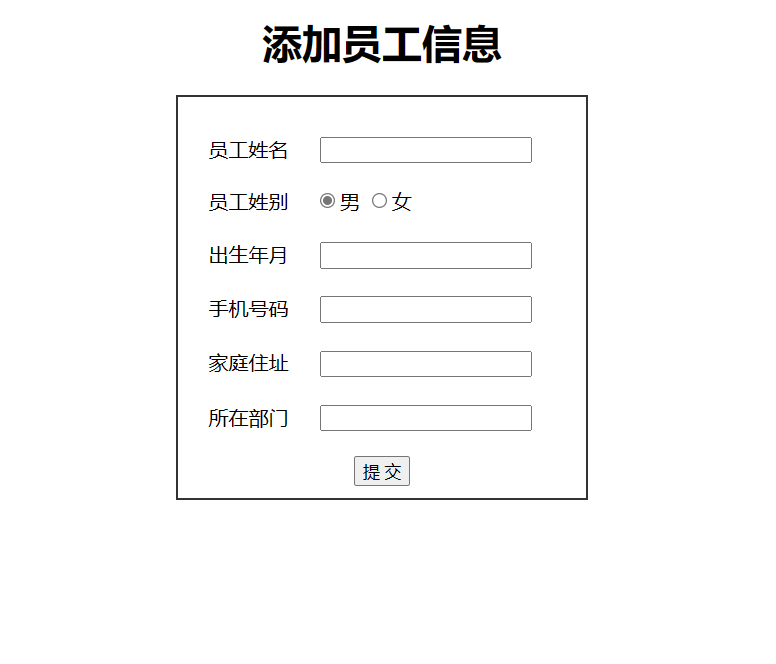 添加员工信息
员工姓名
员工姓别 男 女
出生年月
手机号码
家庭住址
所在部门
提 交